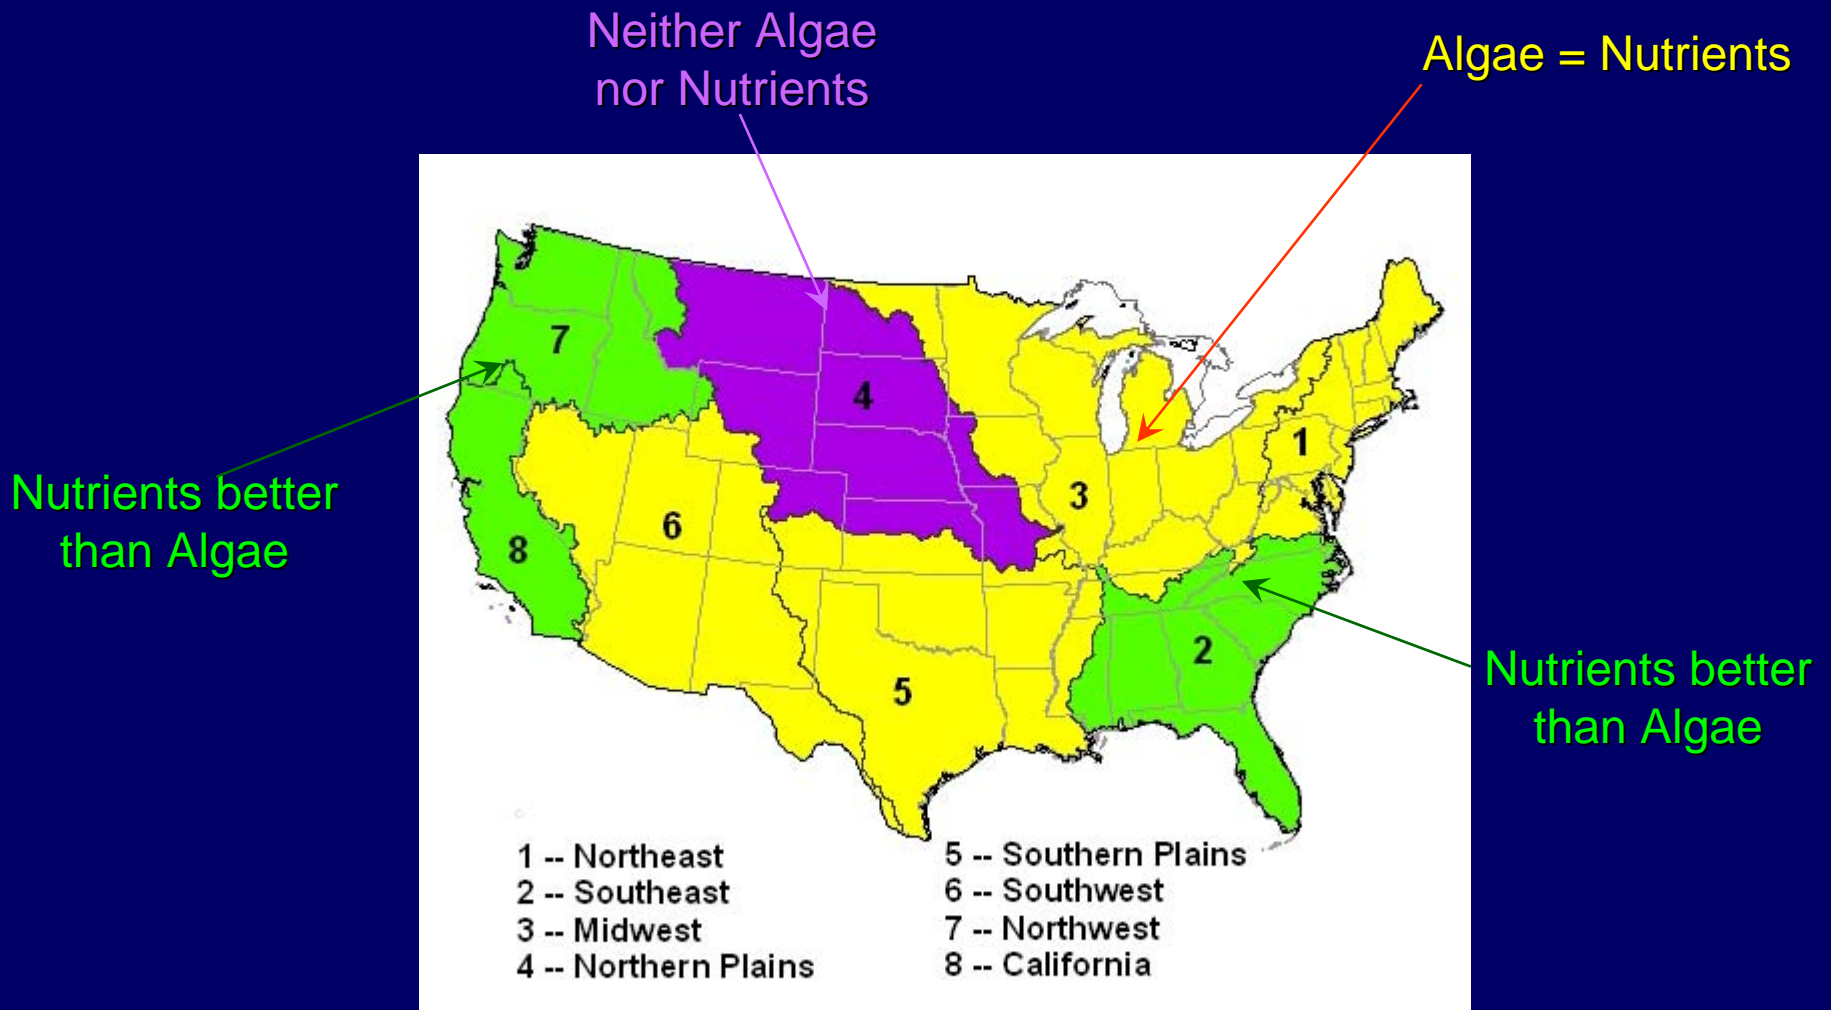 Neither Algae
nor Nutrients
Algae = Nutrients
7
4
1
3
6
8
2
5
Nutrients better
than Algae
Nutrients better
than Algae
1 -- Northeast
2 -- Southeast
3 -- Midwest
4 -- Northern Plains
5 -- Southern Plains
6 -- Southwest
7 -- Northwest
8 -- California